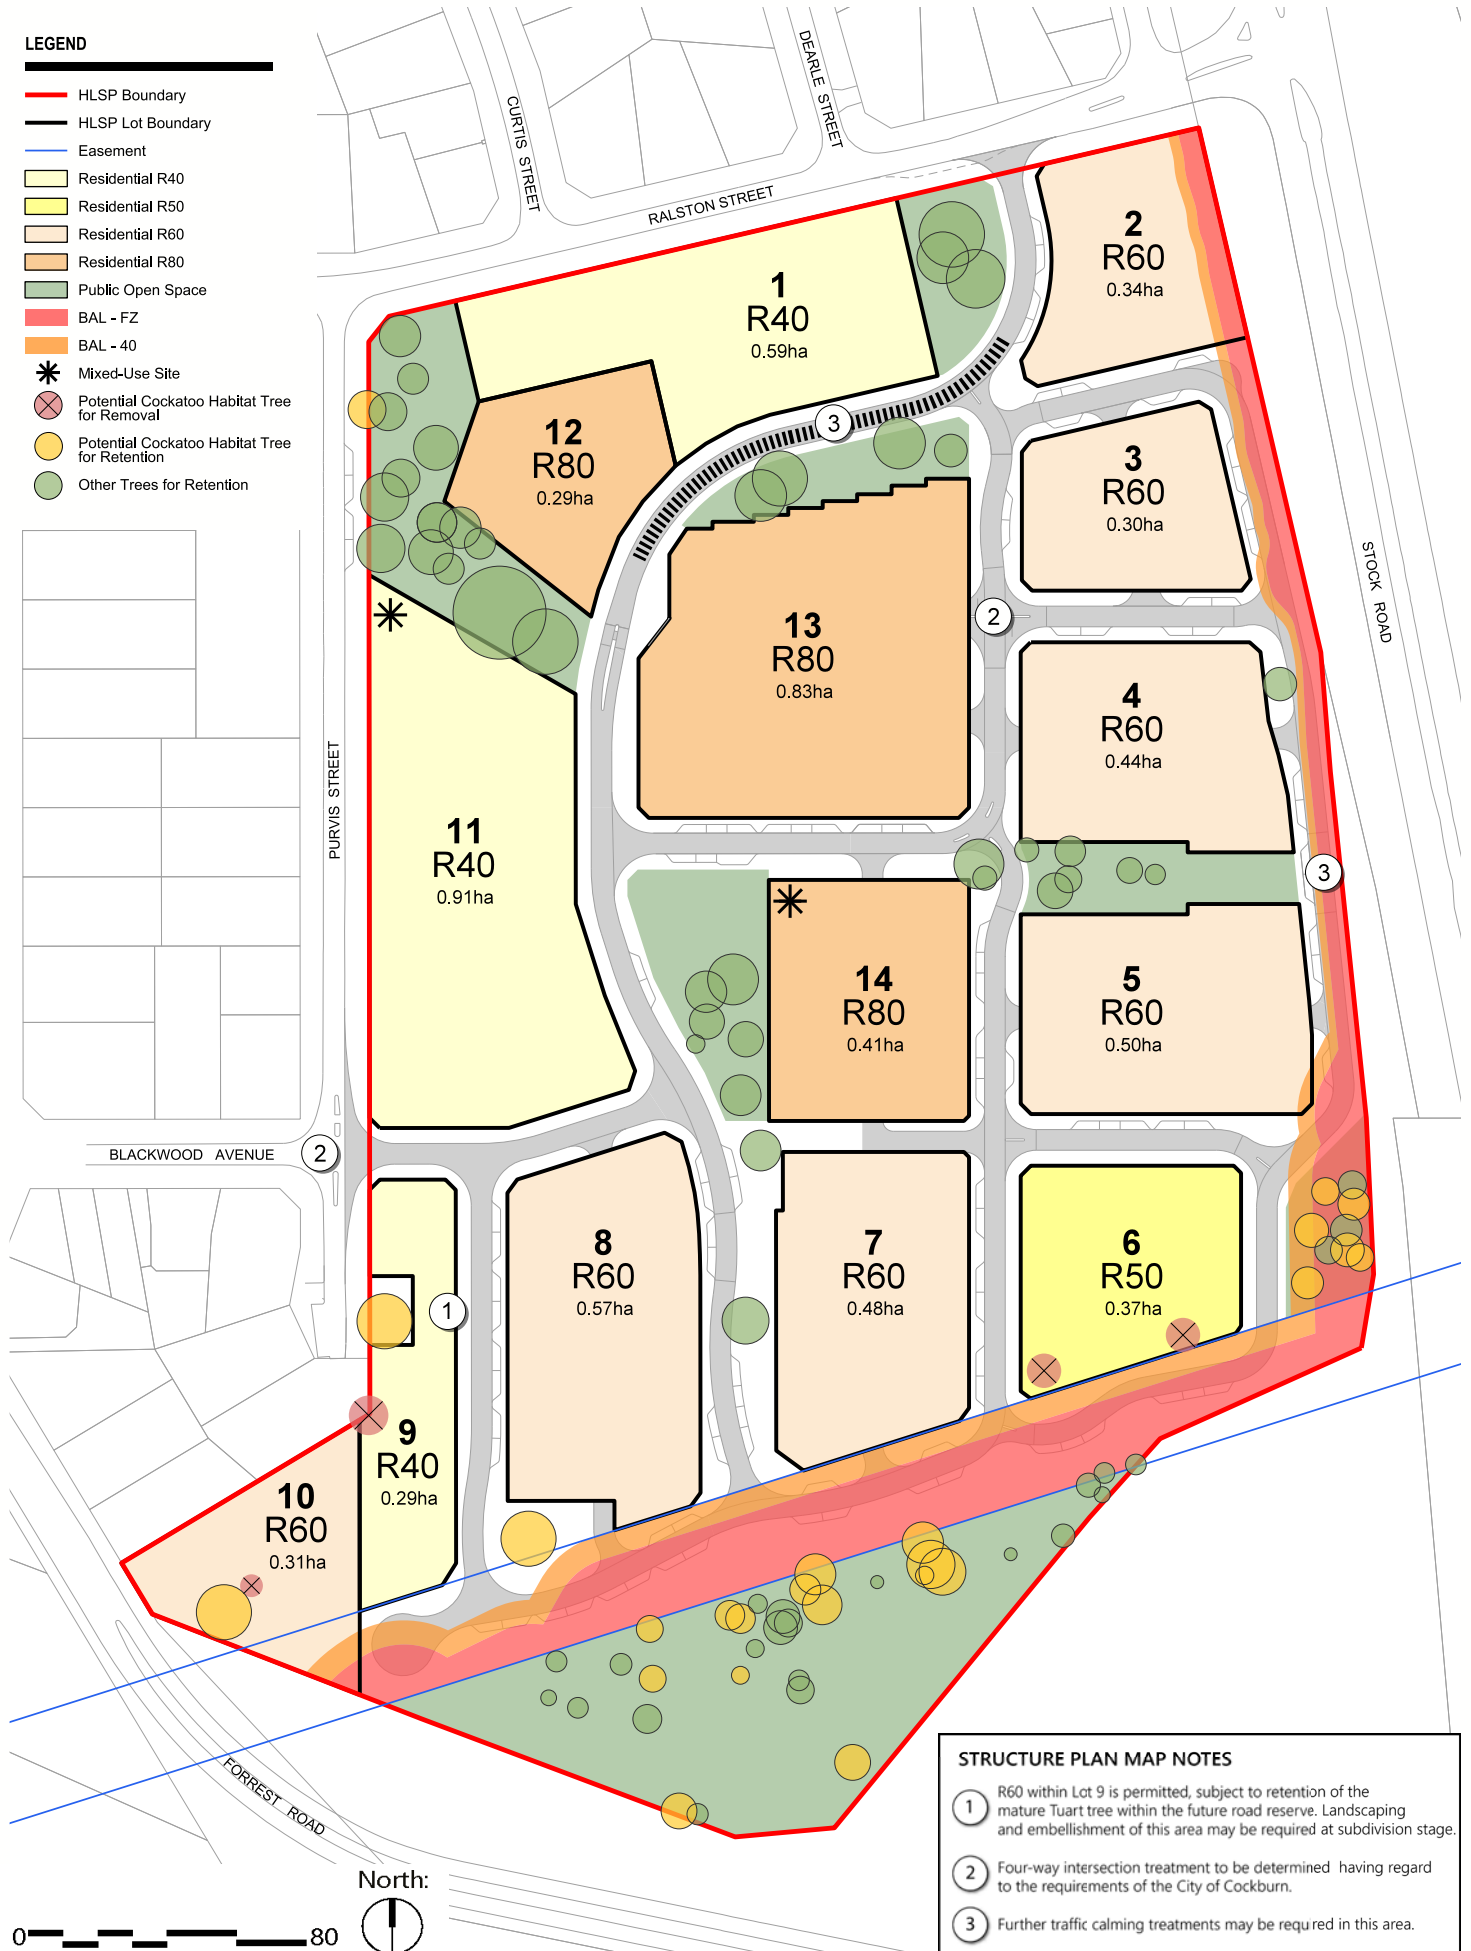 LEGEND
HLSP Boundary
HLSP Lot Boundary
Easement
Residential R40
Residential R50
Residential R60
Residential R80
Public Open Space
BAL - FZ
BAL - 40
Mixed-Use Site
Potential Cockatoo Habitat Tree
for Removal
Potential Cockatoo Habitat Tree
for Retention
Other Trees for Retention
CURTIS STREET
DEARLE STREET
RALSTON STREET
STOCK ROAD
PURVIS STREET
BLACKWOOD AVENUE
FORREST ROAD
1
R40
0.59ha
2
R60
0.34ha
3
12
R80
0.29ha
3
R60
0.30ha
2
13
R80
0.83ha
4
R60
0.44ha
11
R40
0.91ha
3
14
R80
0.41ha
5
R60
0.50ha
2
8
R60
0.57ha
7
R60
0.48ha
6
R50
0.37ha
1
9
R40
0.29ha
10
R60
0.31ha
North:
0
80
STRUCTURE PLAN MAP NOTES
1
R60 within Lot 9 is permitted, subject to retention of the
mature Tuart tree within the future road reserve. Landscaping
and embellishment of this area may be required at subdivision stage.
2
Four-way intersection treatment to be determined having regard
to the requirements of the City of Cockburn.
3
Further traffic calming treatments may be required in this area.